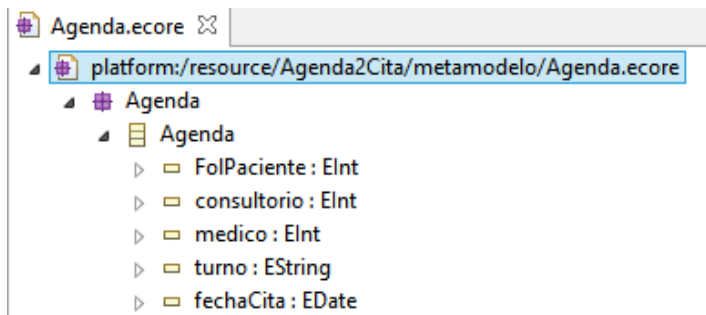 Agenda.ecore
platform:/resource/Agenda2Cita/metamodelo/Agenda.ecore
Agenda
Agenda
FolPaciente : EInt
consultorio : EInt
medico : EInt
turno : EString
fechaCita : EDate